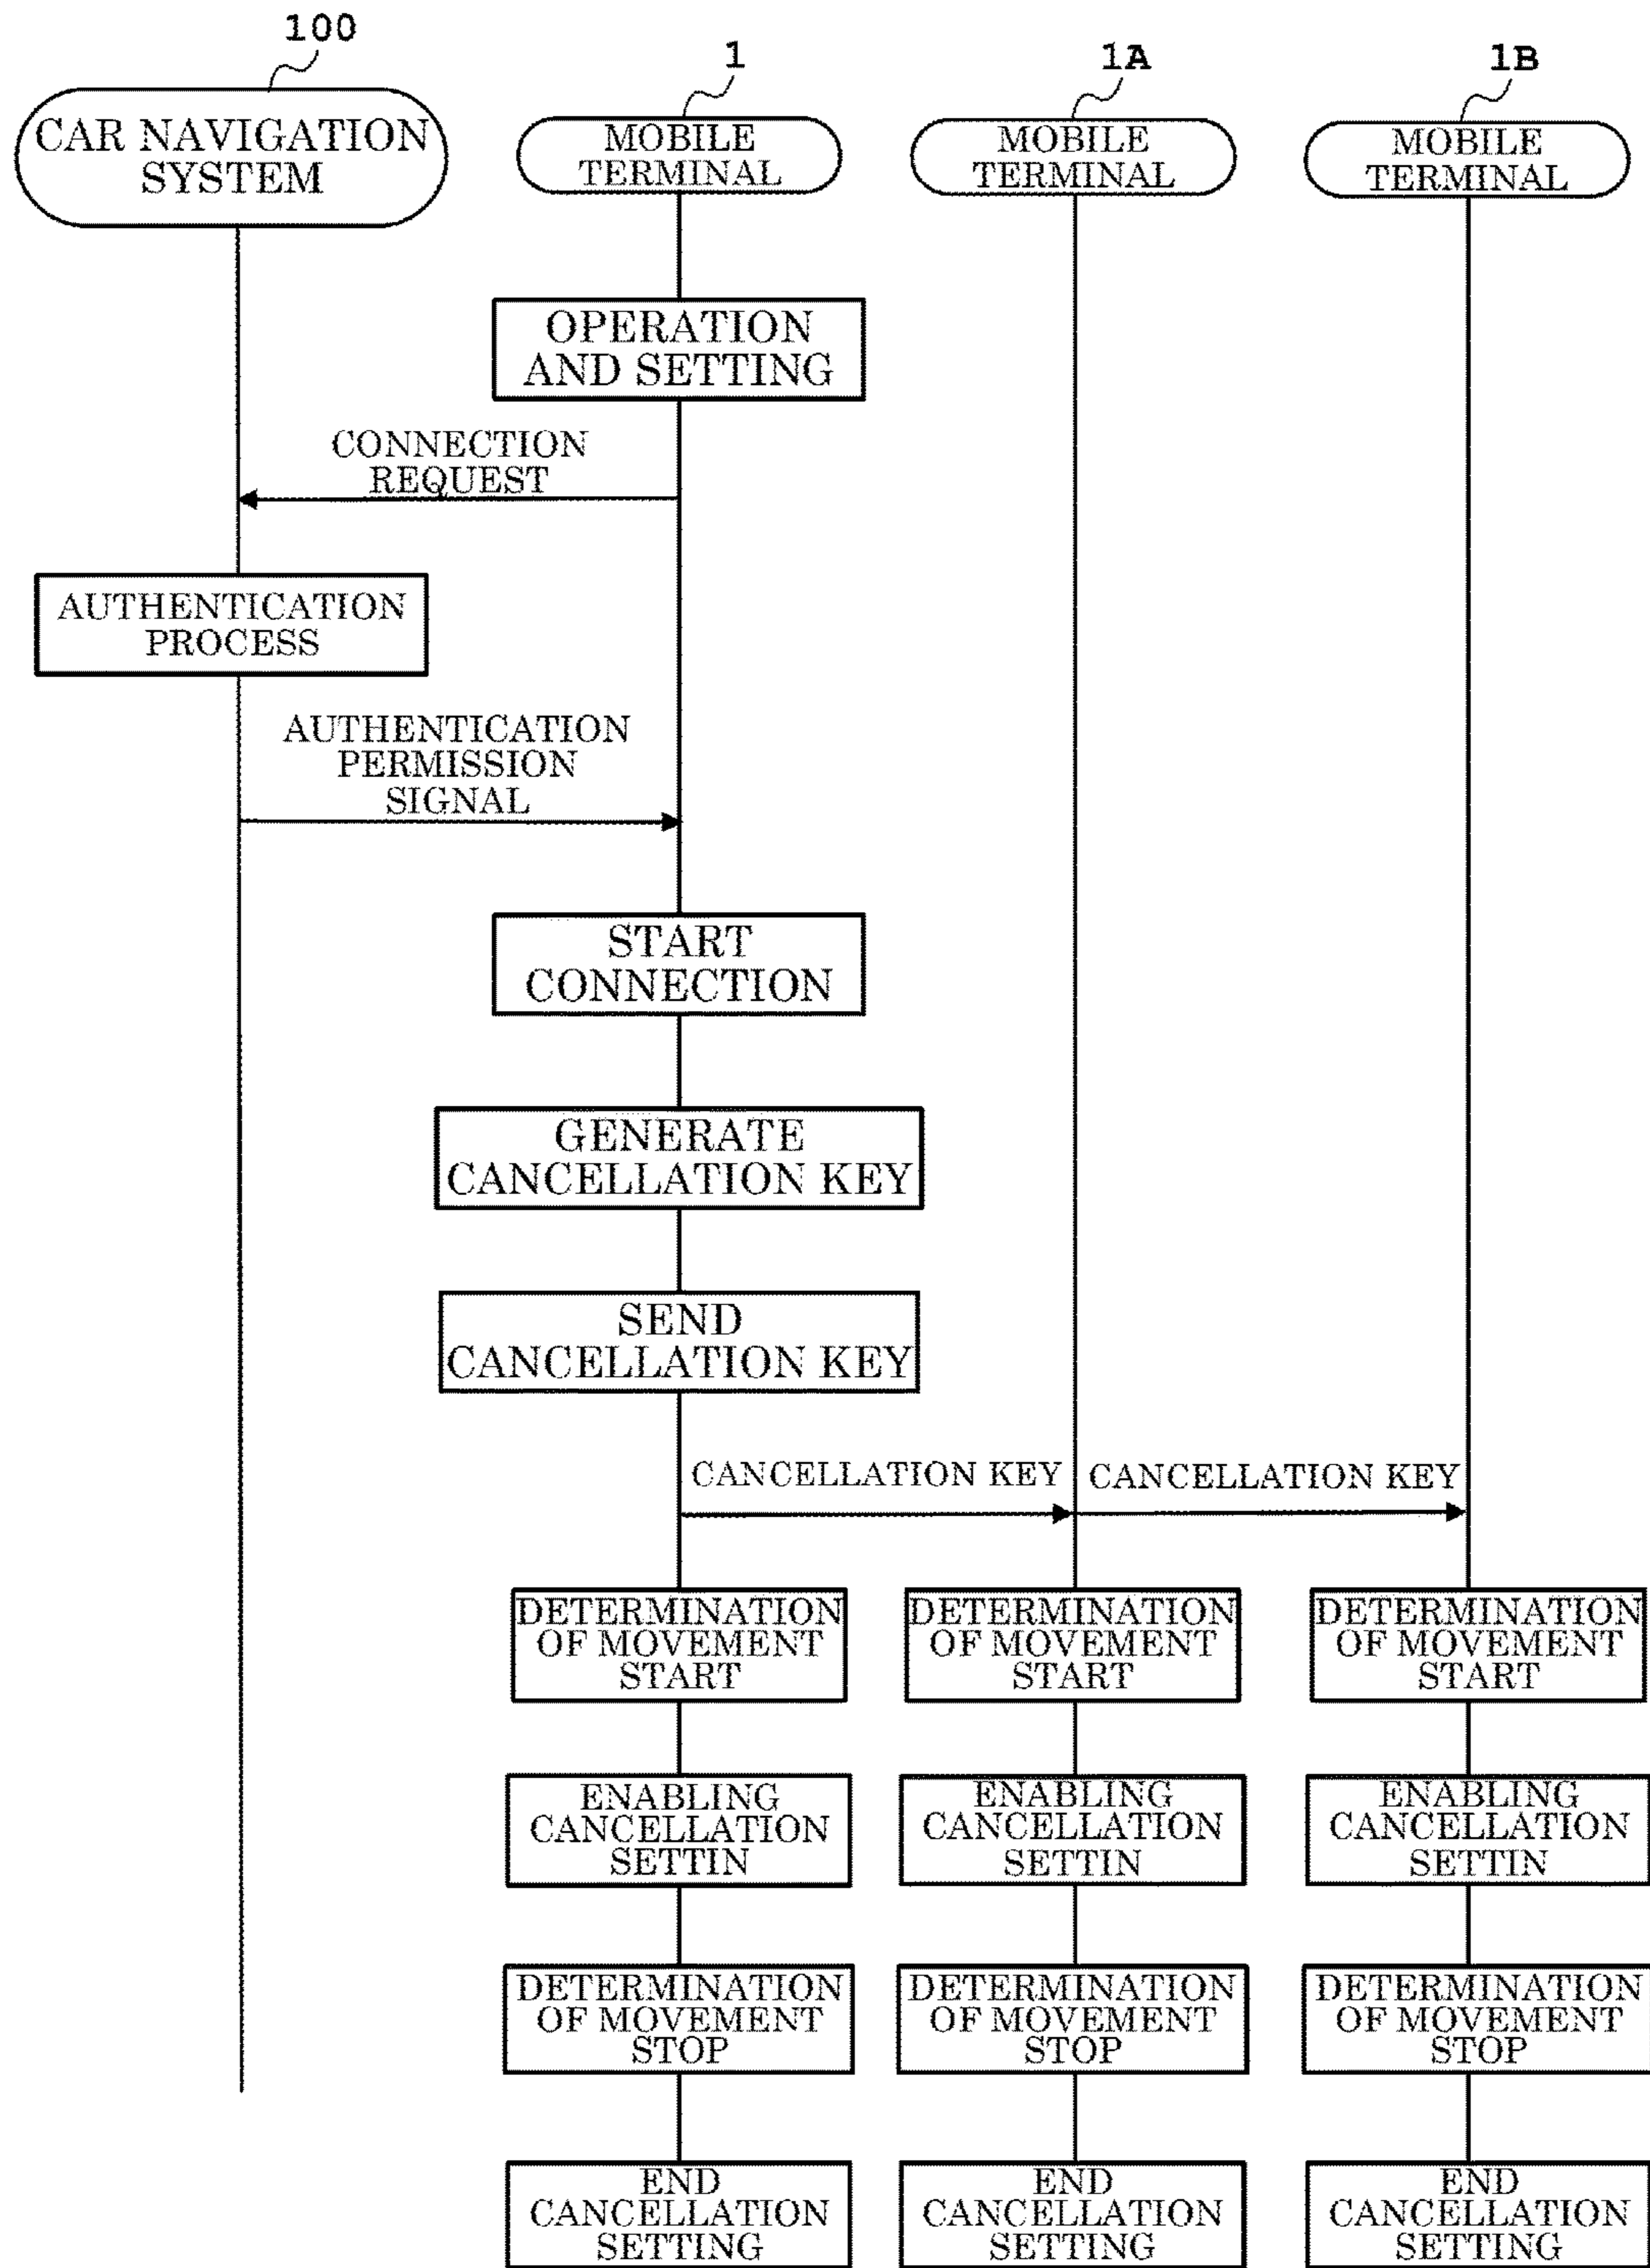 100
1
1A
1B
CAR NAVIGATION
SYSTEM
MOBILE
TERMINAL
MOBILE
TERMINAL
MOBILE
TERMINAL
OPERATION
AND SETTING
CONNECTION
REQUEST
AUTHENTICATION
PROCESS
AUTHENTICATION
PERMISSION
SIGNAL
START
CONNECTION
GENERATE
CANCELLATION KEY
SEND
CANCELLATION KEY
CANCELLATION KEY
CANCELLATION KEY
DETERMINATION
OF MOVEMENT
START
DETERMINATION
OF MOVEMENT
START
DETERMINATION
OF MOVEMENT
START
ENABLING
CANCELLATION
SETTIN
ENABLING
CANCELLATION
SETTIN
ENABLING
CANCELLATION
SETTIN
DETERMINATION
OF MOVEMENT
STOP
DETERMINATION
OF MOVEMENT
STOP
DETERMINATION
OF MOVEMENT
STOP
END
CANCELLATION
SETTING
END
CANCELLATION
SETTING
END
CANCELLATION
SETTING